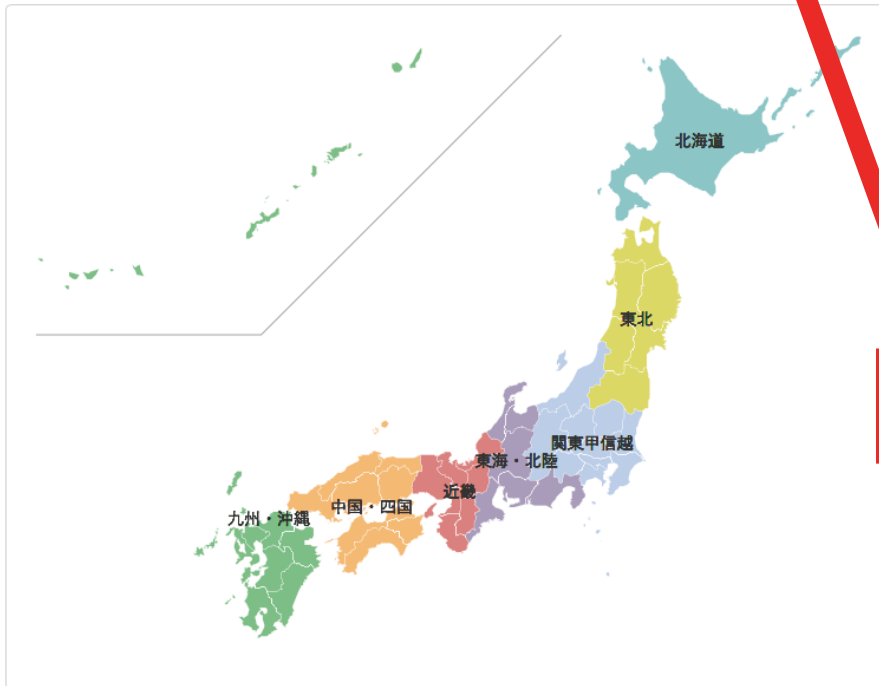 北海道
東北
関東甲信越
東海・北陸
近畿
中国・四国
九州・沖縄